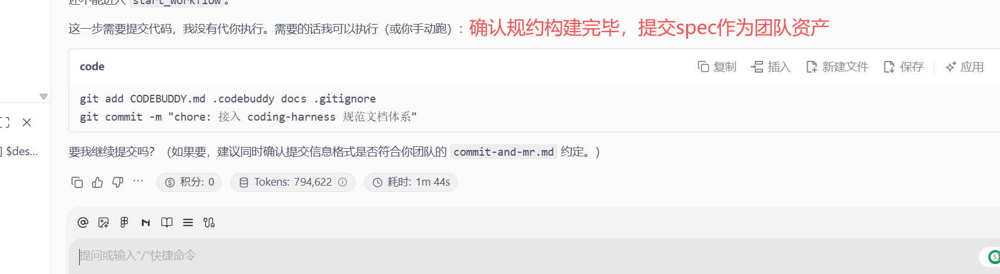 还不能进入 start_workflow。
这一步需要提交代码，我没有代你执行。需要的话我可以执行（或你手动跑）：确认规约构建完毕，提交spec作为团队资产
code 复制 插入 新建文件 保存 应用
git add CODEBUDDY.md .codebuddy docs .gitignore
git commit -m "chore: 接入 coding-harness 规范文档体系"
] $des...
要我继续提交吗？（如果要，建议同时确认提交信息格式是否符合你团队的 commit-and-mr.md 约定。）
积分: 0 Tokens: 794,622 耗时: 1m 44s
提问或输入"/"快捷命令